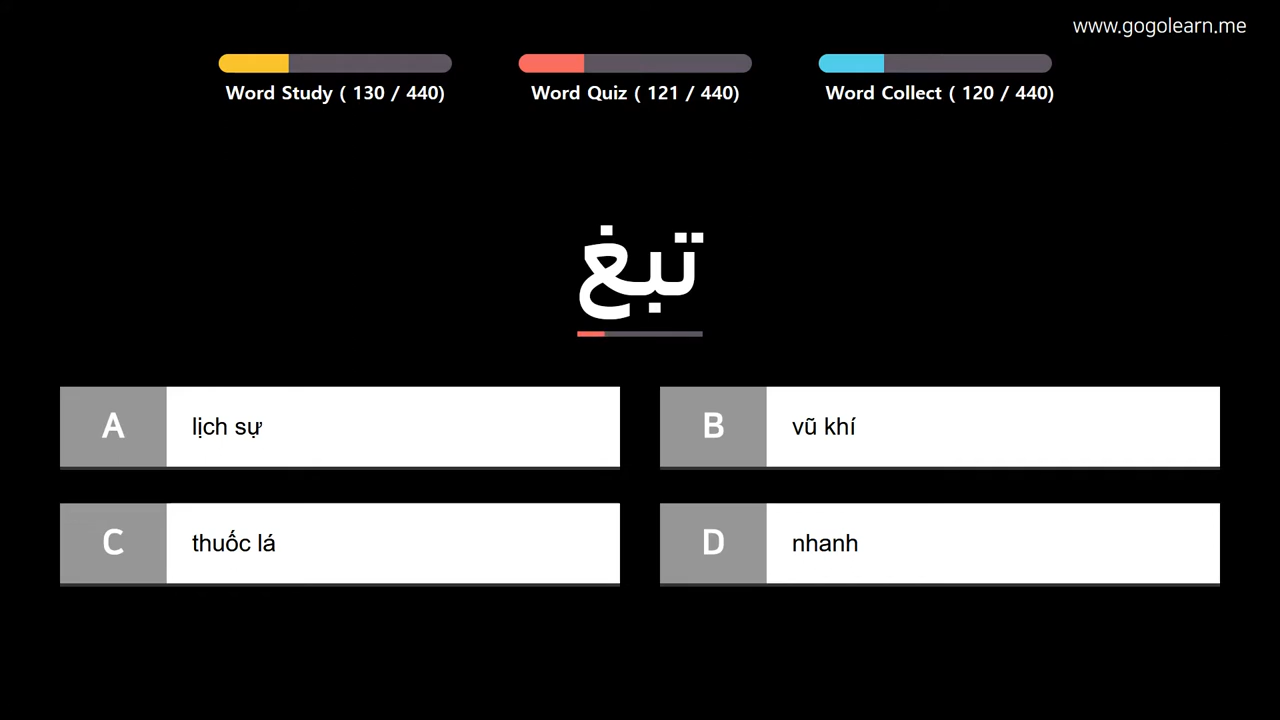 www.gogolearn.me
Word Study ( 130 / 440)
Word Quiz ( 121 / 440)
Word Collect ( 120 / 440)
تبغ
A lịch sự
B vũ khí
C thuốc lá
D nhanh